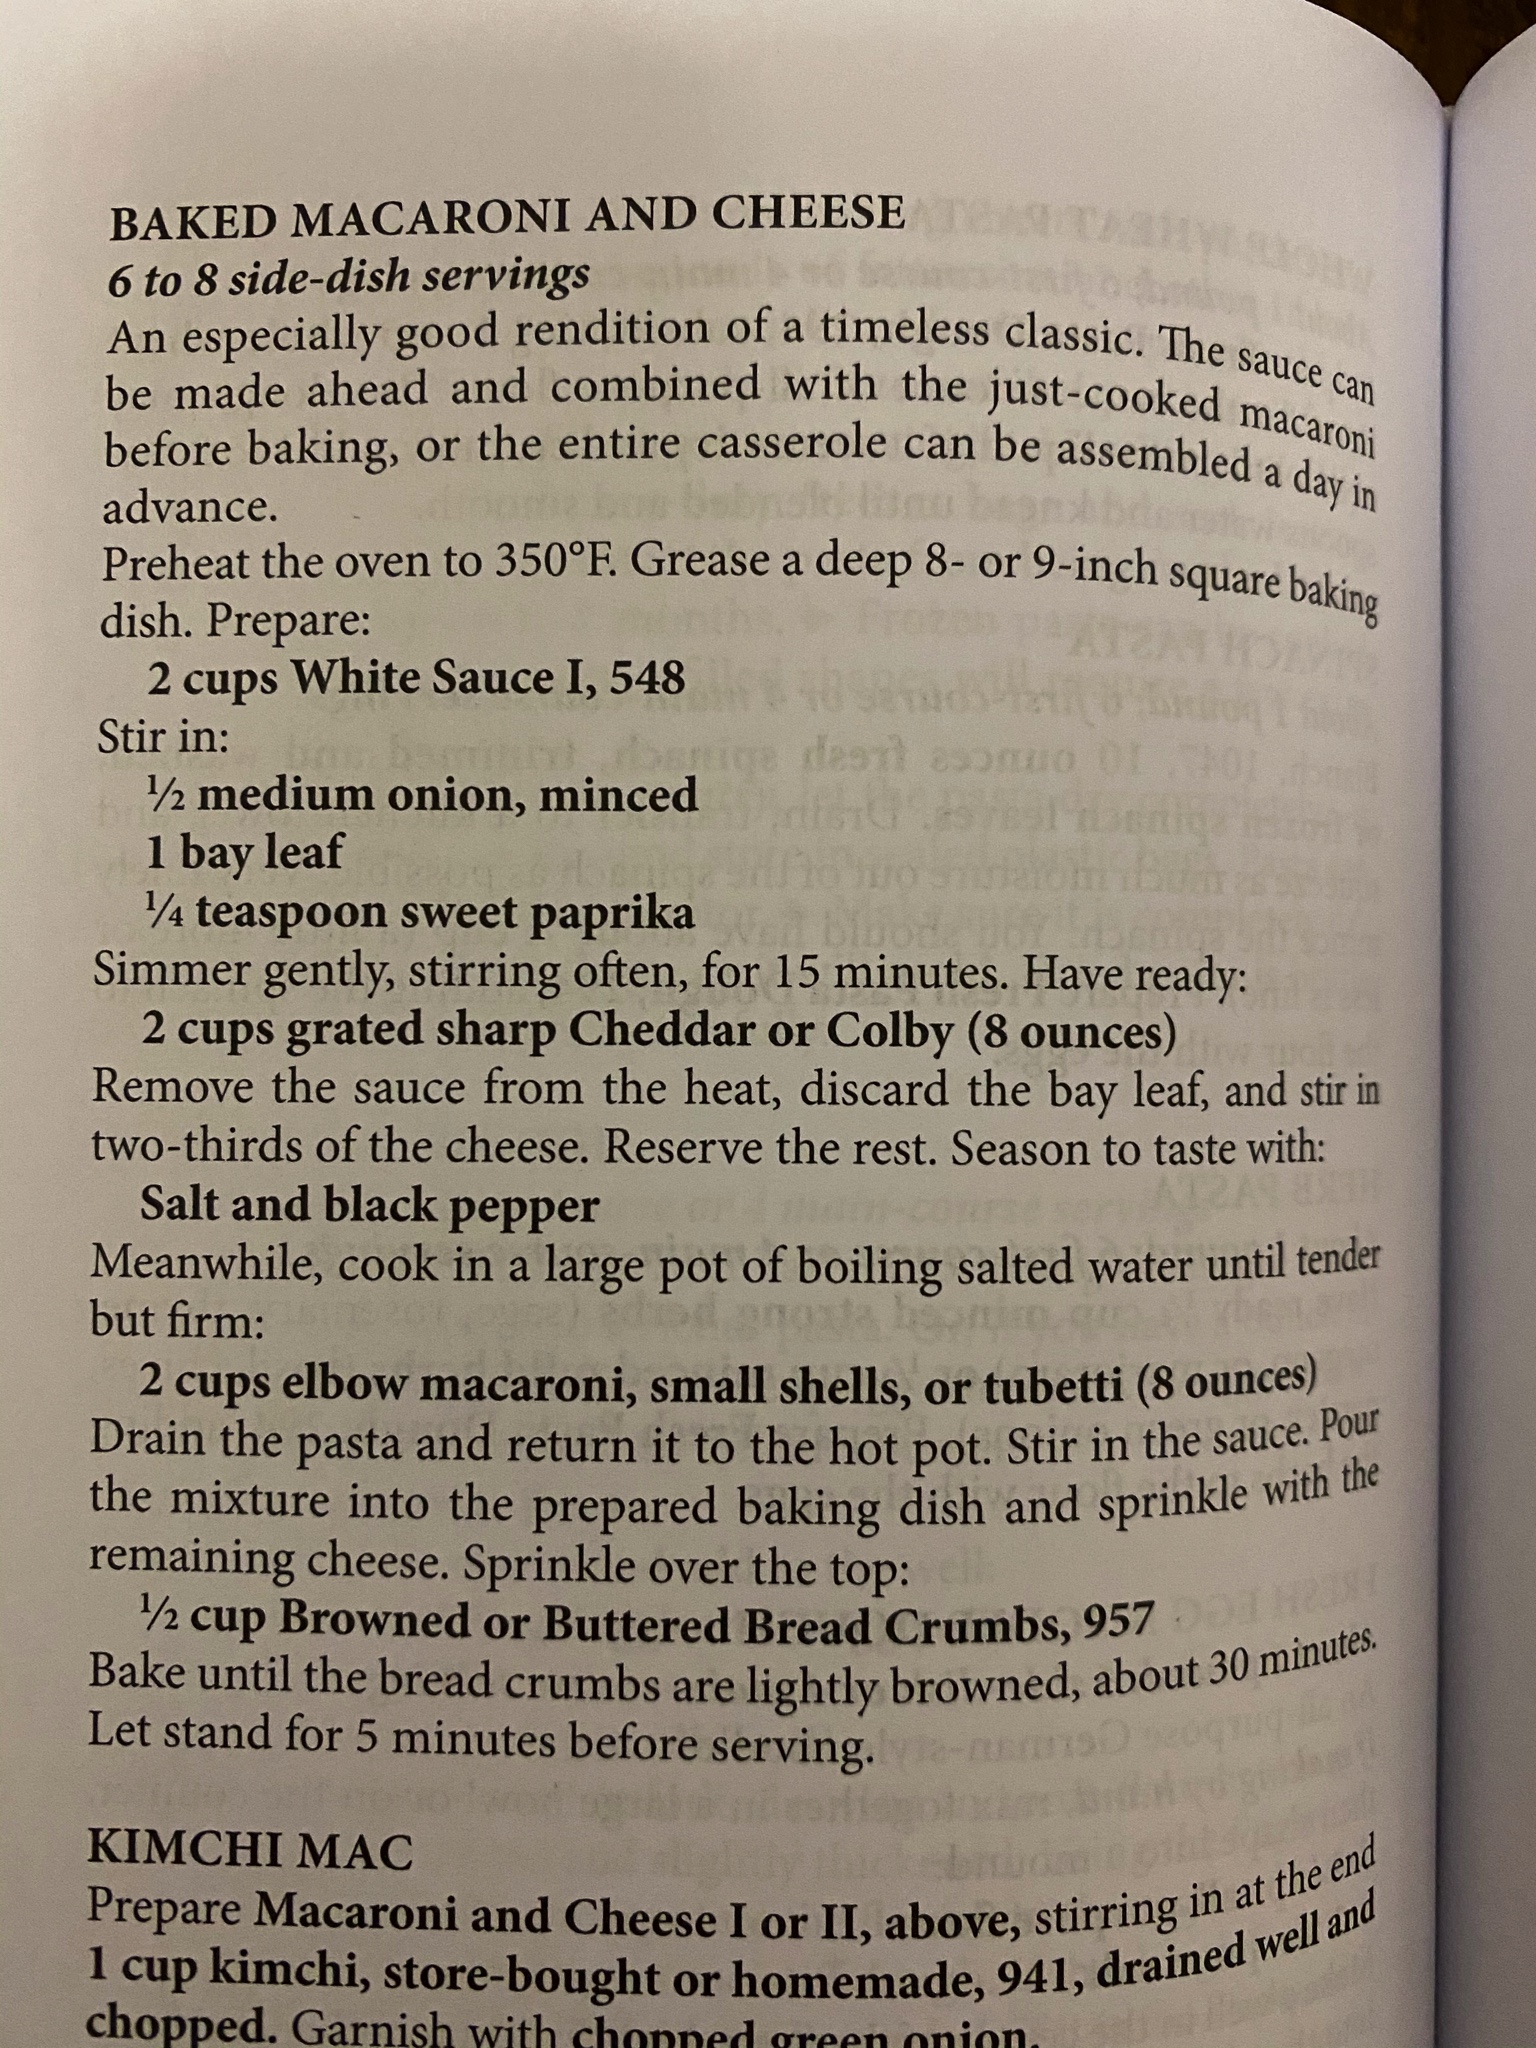 BAKED MACARONI AND CHEESE
6 to 8 side-dish servings
An especially good rendition of a timeless classic. The sauce can
be made ahead and combined with the just-cooked macaroni
before baking, or the entire casserole can be assembled a day in
advance.
Preheat the oven to 350°F. Grease a deep 8- or 9-inch square baking
dish. Prepare:
2 cups White Sauce I, 548
Stir in:
½ medium onion, minced
1 bay leaf
¼ teaspoon sweet paprika
Simmer gently, stirring often, for 15 minutes. Have ready:
2 cups grated sharp Cheddar or Colby (8 ounces)
Remove the sauce from the heat, discard the bay leaf, and stir in
two-thirds of the cheese. Reserve the rest. Season to taste with:
Salt and black pepper
Meanwhile, cook in a large pot of boiling salted water until tender
but firm:
2 cups elbow macaroni, small shells, or tubetti (8 ounces)
Drain the pasta and return it to the hot pot. Stir in the sauce. Pour
the mixture into the prepared baking dish and sprinkle with the
remaining cheese. Sprinkle over the top:
½ cup Browned or Buttered Bread Crumbs, 957
Bake until the bread crumbs are lightly browned, about 30 minutes.
Let stand for 5 minutes before serving.
KIMCHI MAC
Prepare Macaroni and Cheese I or II, above, stirring in at the end
1 cup kimchi, store-bought or homemade, 941, drained well and
chopped. Garnish with chopped green onion.